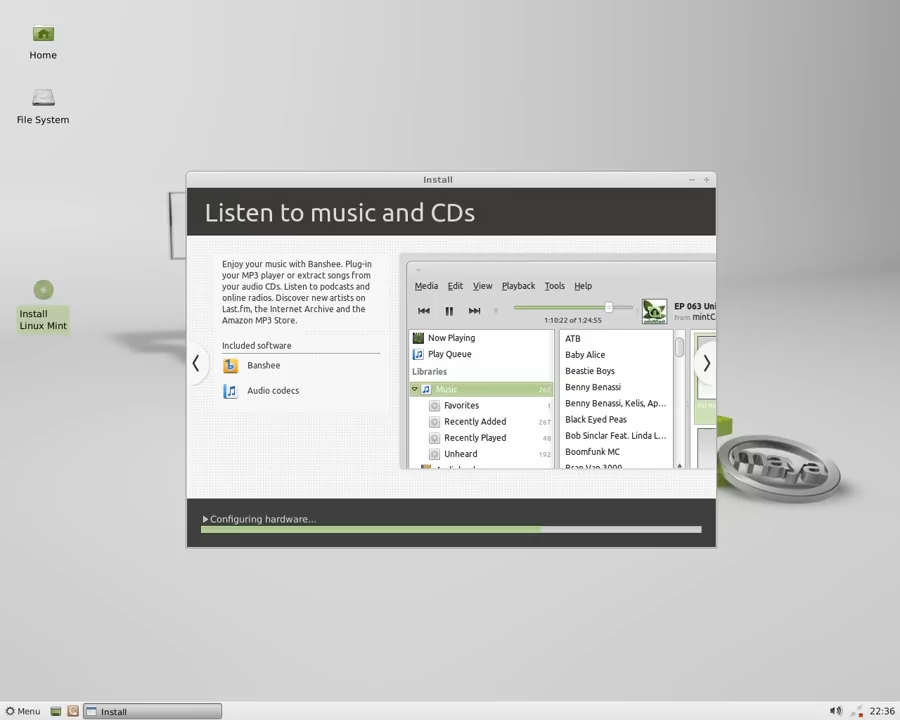 Home
File System
Install
Linux Mint
Install
Listen to music and CDs
Enjoy your music with Banshee. Plug-in
your MP3 player or extract songs from
your audio CDs. Listen to podcasts and
online radios. Discover new artists on
Last.fm, the Internet Archive and the
Amazon MP3 Store.
Included software
Banshee
Audio codecs
Media Edit View Playback Tools Help
1:10:22 of 1:24:55
EP 063 Uni
From mintC
Now Playing
Play Queue
Libraries
Music 267
Favorites 1
Recently Added 267
Recently Played 48
Unheard 192
ATB
Baby Alice
Beastie Boys
Benny Benassi
Benny Benassi, Kelis, Ap...
Black Eyed Peas
Bob Sinclar Feat. Linda L...
Boomfunk MC
Bran Van 3000
Configuring hardware...
maya
Menu
Install
22:36